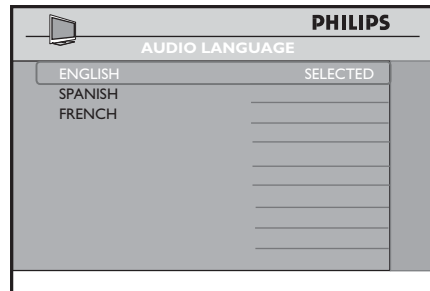 PHILIPS
AUDIO LANGUAGE
ENGLISH SELECTED
SPANISH
FRENCH